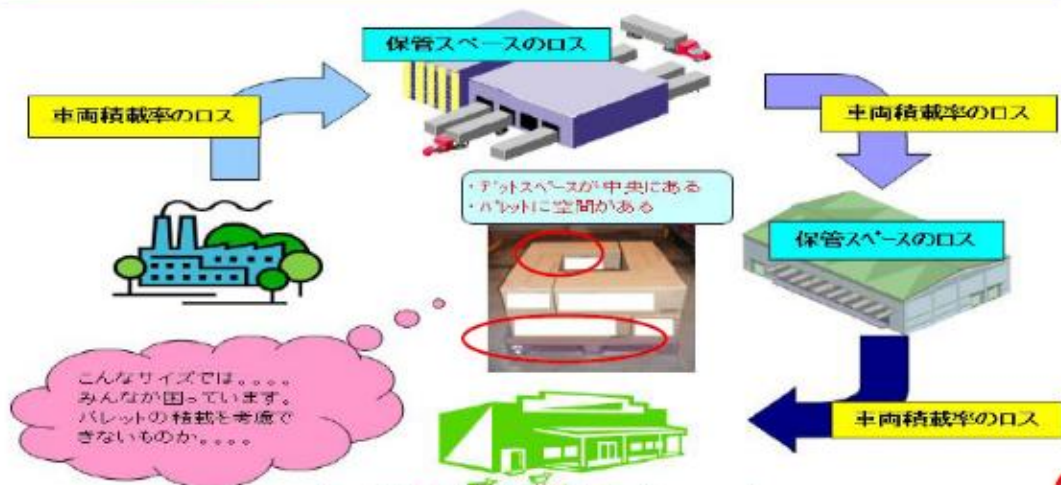 保管スペースのロス
車両積載率のロス
車両積載率のロス
・デットスペースが中央にある
・パレットに空間がある
保管スペースのロス
こんなサイズでは。。。。
みんなが困っています。
パレットの積載を考慮で
きないものか。。。。
車両積載率のロス